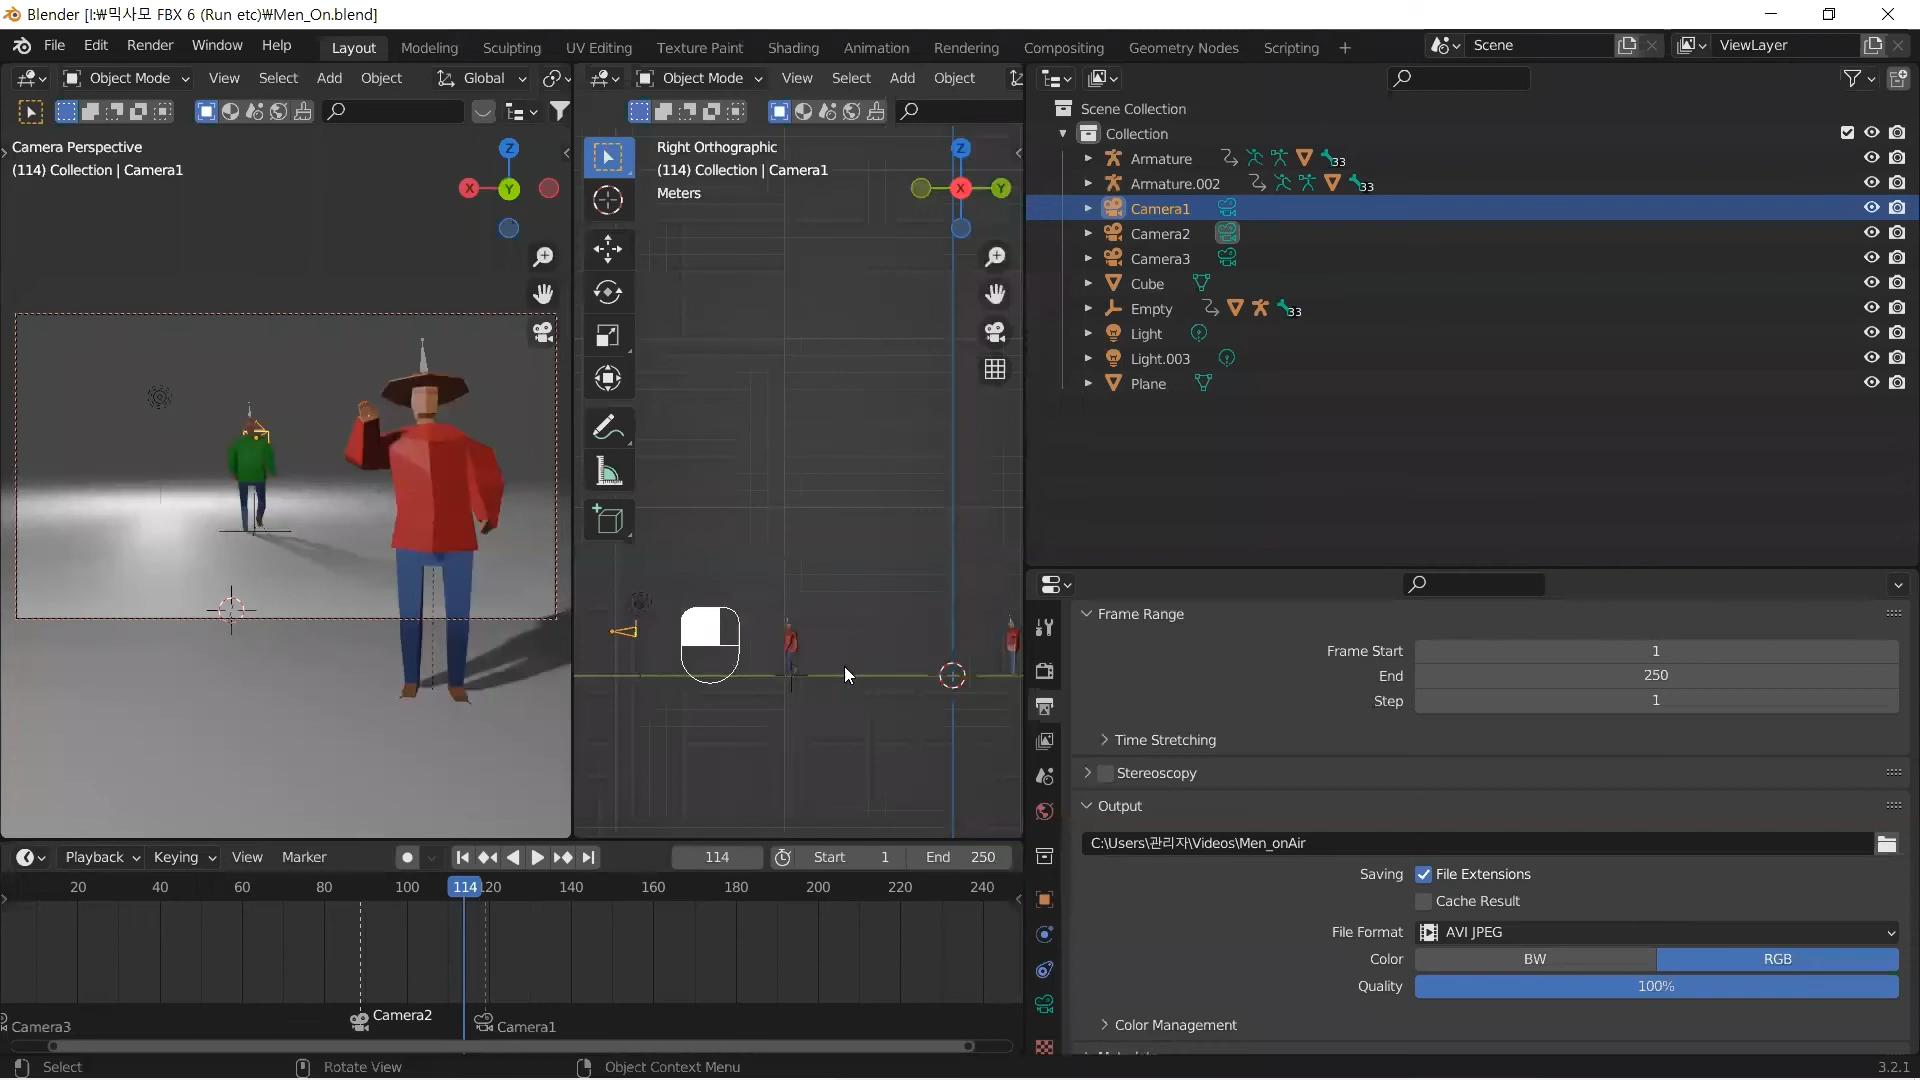 Blender [I:₩믹사모 FBX 6 (Run etc)₩Men_On.blend]
File Edit Render Window Help Layout Modeling Sculpting UV Editing Texture Paint Shading Animation Rendering Compositing Geometry Nodes Scripting + Scene ViewLayer
Object Mode View Select Add Object Global
Object Mode View Select Add Object
Camera Perspective
(114) Collection | Camera1
Right Orthographic
(114) Collection | Camera1
Meters
Z
X
Y
Z
X
Y
Scene Collection
Collection
Armature 33
Armature.002 33
Camera1
Camera2
Camera3
Cube
Empty 33
Light
Light.003
Plane
Frame Range
Frame Start 1
End 250
Step 1
Time Stretching
Stereoscopy
Output
C:\Users\관리자\Videos\Men_onAir
Saving File Extensions
Cache Result
File Format AVI JPEG
Color BW RGB
Quality 100%
Color Management
Playback Keying View Marker 114 Start 1 End 250
20 40 60 80 100 114 120 140 160 180 200 220 240
Camera3 Camera2 Camera1
Select Rotate View Object Context Menu 3.2.1